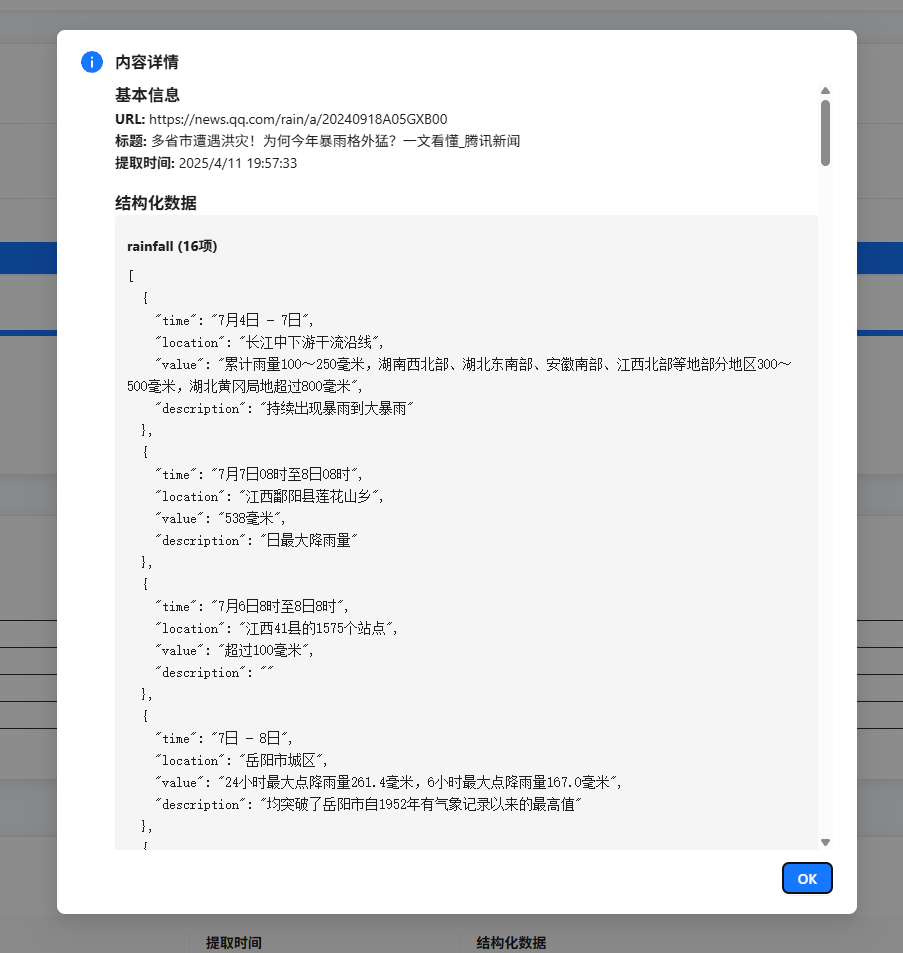 内容详情
基本信息
URL: https://news.qq.com/rain/a/20240918A05GXB00
标题: 多省市遭遇洪灾！为何今年暴雨格外猛？一文看懂_腾讯新闻
提取时间: 2025/4/11 19:57:33
结构化数据
rainfall (16项)
[
{
"time": "7月4日 - 7日",
"location": "长江中下游干流沿线",
"value": "累计雨量100～250毫米，湖南西北部、湖北东南部、安徽南部、江西北部等地部分地区300～
500毫米，湖北黄冈局地超过800毫米",
"description": "持续出现暴雨到大暴雨"
},
{
"time": "7月7日08时至8日08时",
"location": "江西鄱阳县莲花山乡",
"value": "538毫米",
"description": "日最大降雨量"
},
{
"time": "7月6日8时至8日8时",
"location": "江西41县的1575个站点",
"value": "超过100毫米",
"description": ""
},
{
"time": "7日 - 8日",
"location": "岳阳市城区",
"value": "24小时最大点降雨量261.4毫米，6小时最大点降雨量167.0毫米",
"description": "均突破了岳阳市自1952年有气象记录以来的最高值"
},
{
OK
提取时间 结构化数据